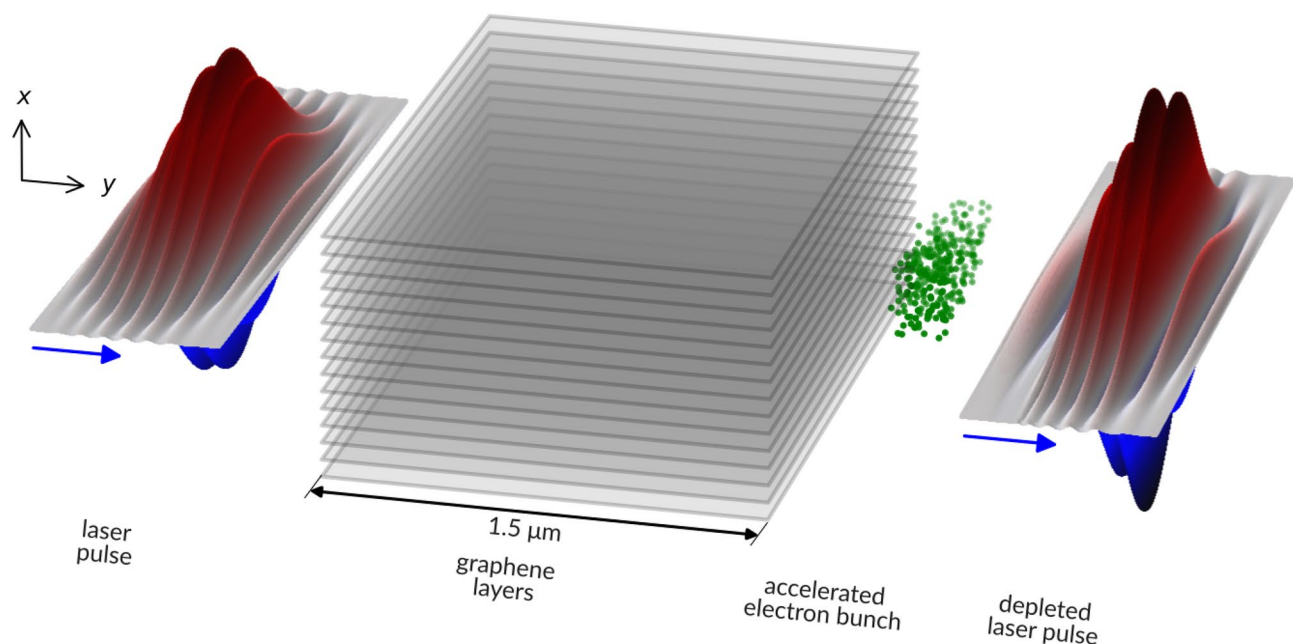 x
y
1.5 μm
laser
pulse
graphene
layers
accelerated
electron bunch
depleted
laser pulse